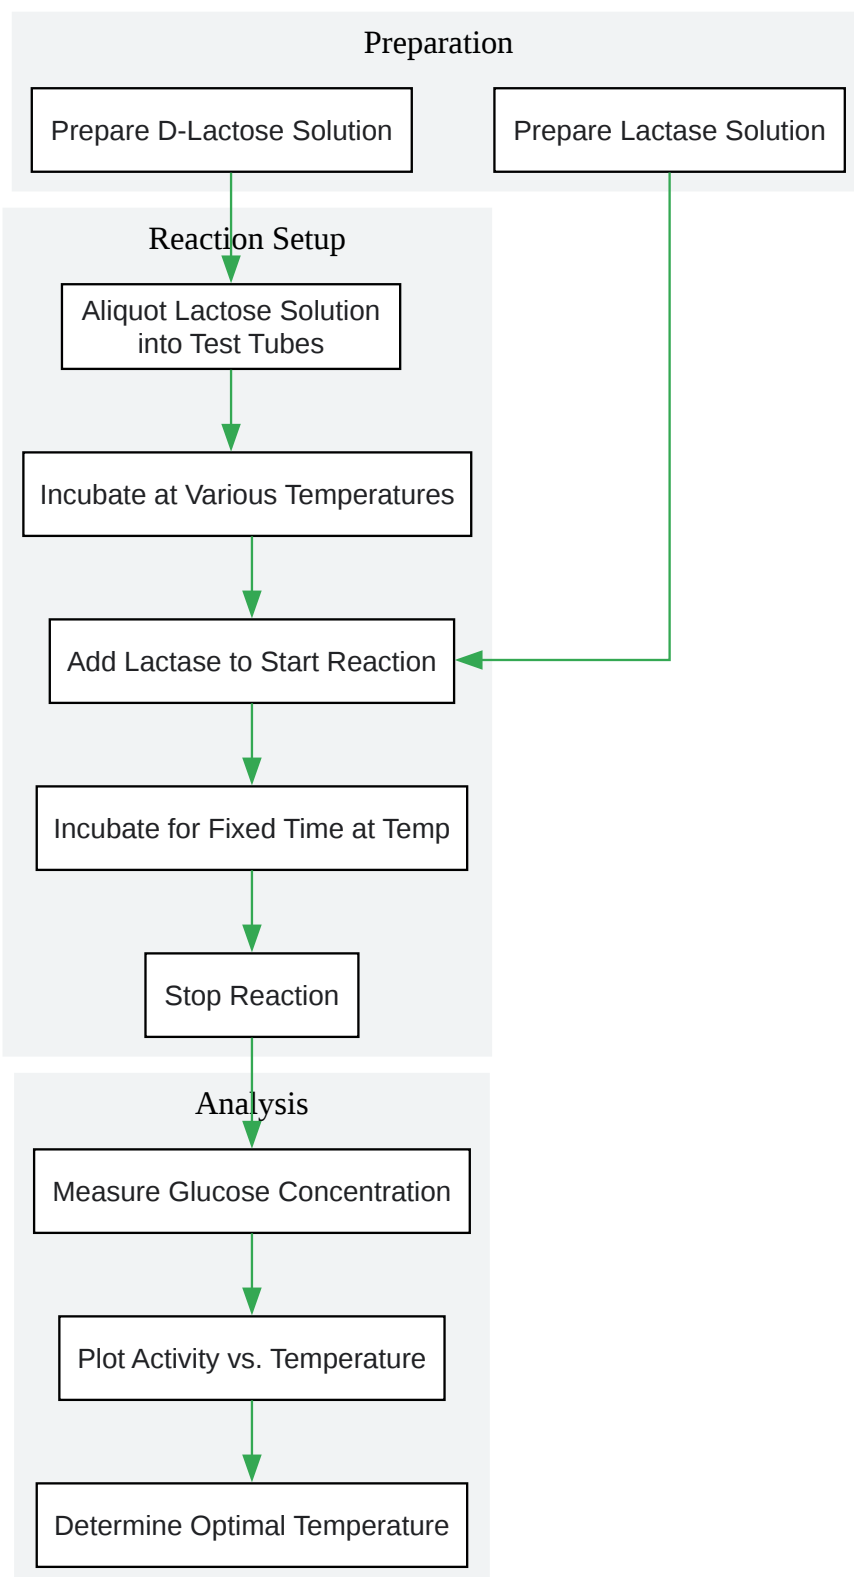 Preparation
Prepare D-Lactose Solution
Prepare Lactase Solution
Reaction Setup
Aliquot Lactose Solution
into Test Tubes
Incubate at Various Temperatures
Add Lactase to Start Reaction
Incubate for Fixed Time at Temp
Stop Reaction
Analysis
Measure Glucose Concentration
Plot Activity vs. Temperature
Determine Optimal Temperature